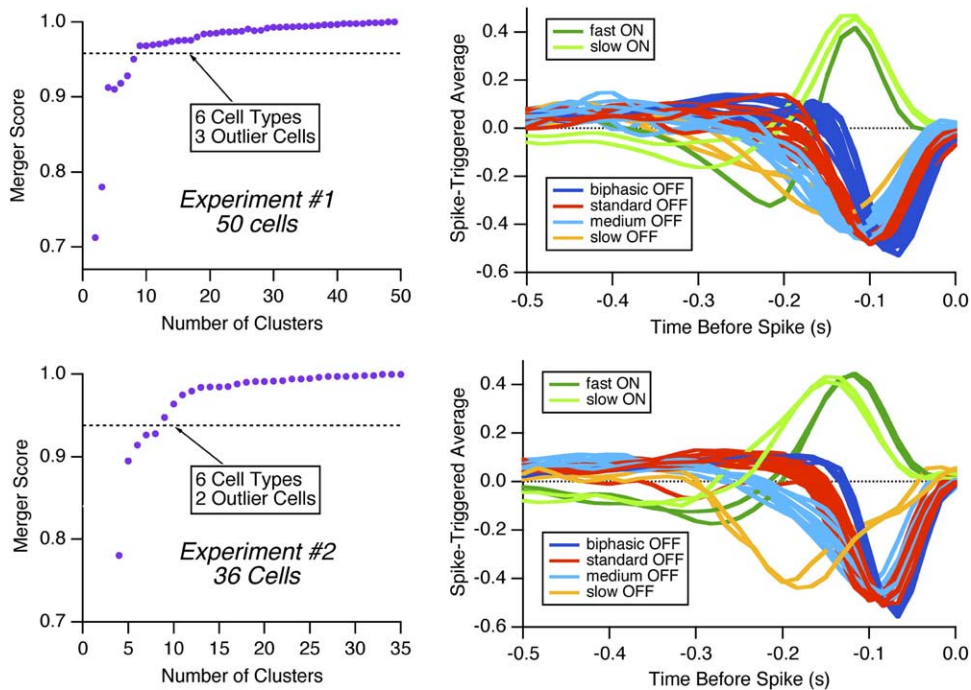 1.0
0.9
0.8
0.7
Merger Score
0 10 20 30 40 50
Number of Clusters
6 Cell Types
3 Outlier Cells
Experiment #1
50 cells
0.4
0.2
0.0
-0.2
-0.4
-0.6
Spike-Triggered Average
fast ON
slow ON
biphasic OFF
standard OFF
medium OFF
slow OFF
-0.5 -0.4 -0.3 -0.2 -0.1 0.0
Time Before Spike (s)
1.0
0.9
0.8
0.7
Merger Score
0 5 10 15 20 25 30 35
Number of Clusters
6 Cell Types
2 Outlier Cells
Experiment #2
36 Cells
0.4
0.2
0.0
-0.2
-0.4
-0.6
Spike-Triggered Average
fast ON
slow ON
biphasic OFF
standard OFF
medium OFF
slow OFF
-0.5 -0.4 -0.3 -0.2 -0.1 0.0
Time Before Spike (s)